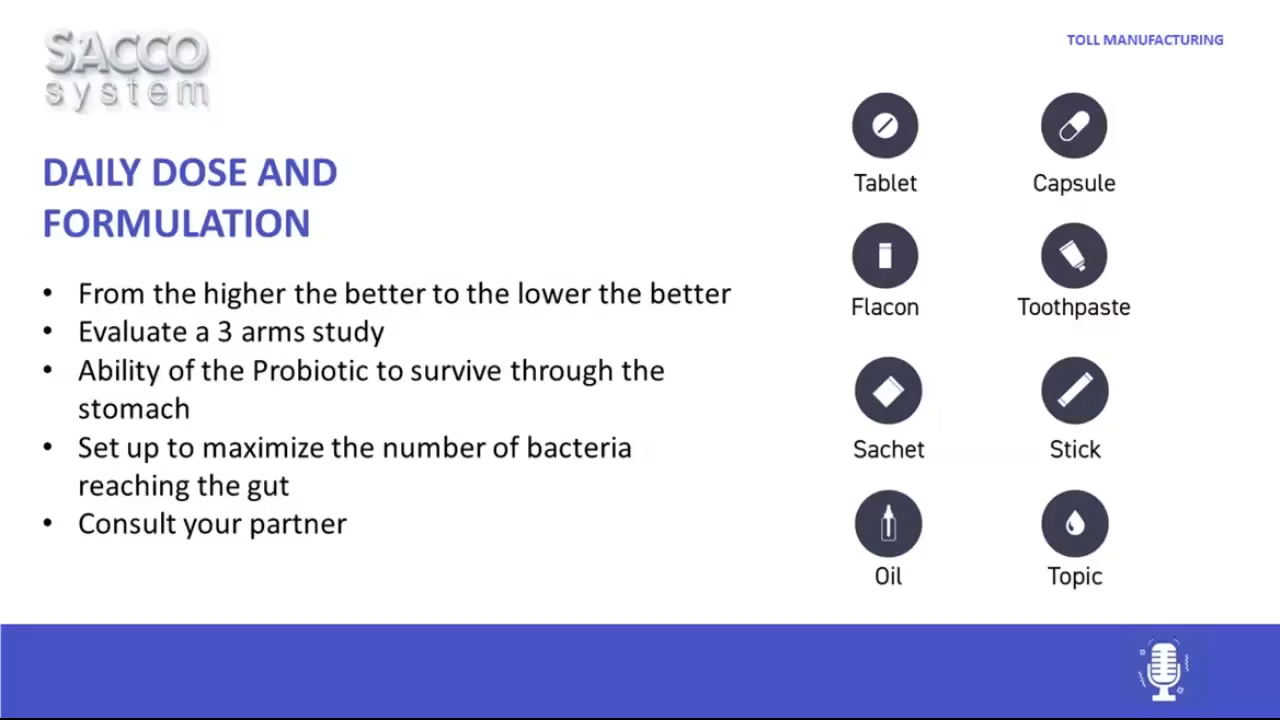 SACCO
system
TOLL MANUFACTURING
DAILY DOSE AND
FORMULATION
• From the higher the better to the lower the better
• Evaluate a 3 arms study
• Ability of the Probiotic to survive through the
stomach
• Set up to maximize the number of bacteria
reaching the gut
• Consult your partner
Tablet
Capsule
Flacon
Toothpaste
Sachet
Stick
Oil
Topic